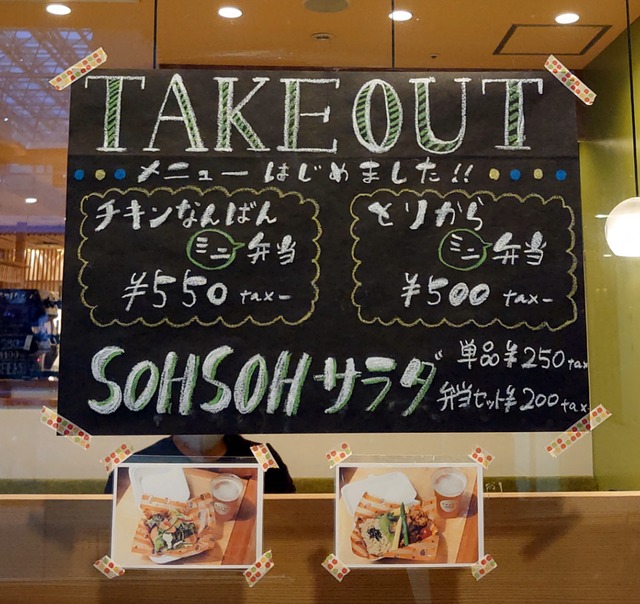 TAKEOUT
メニューはじめました!!
チキンなんばん
ミニ 弁当
¥550 tax-
とりから
ミニ 弁当
¥500 tax-
SOHSOHサラダ
単品¥250 tax
弁当セット¥200 tax